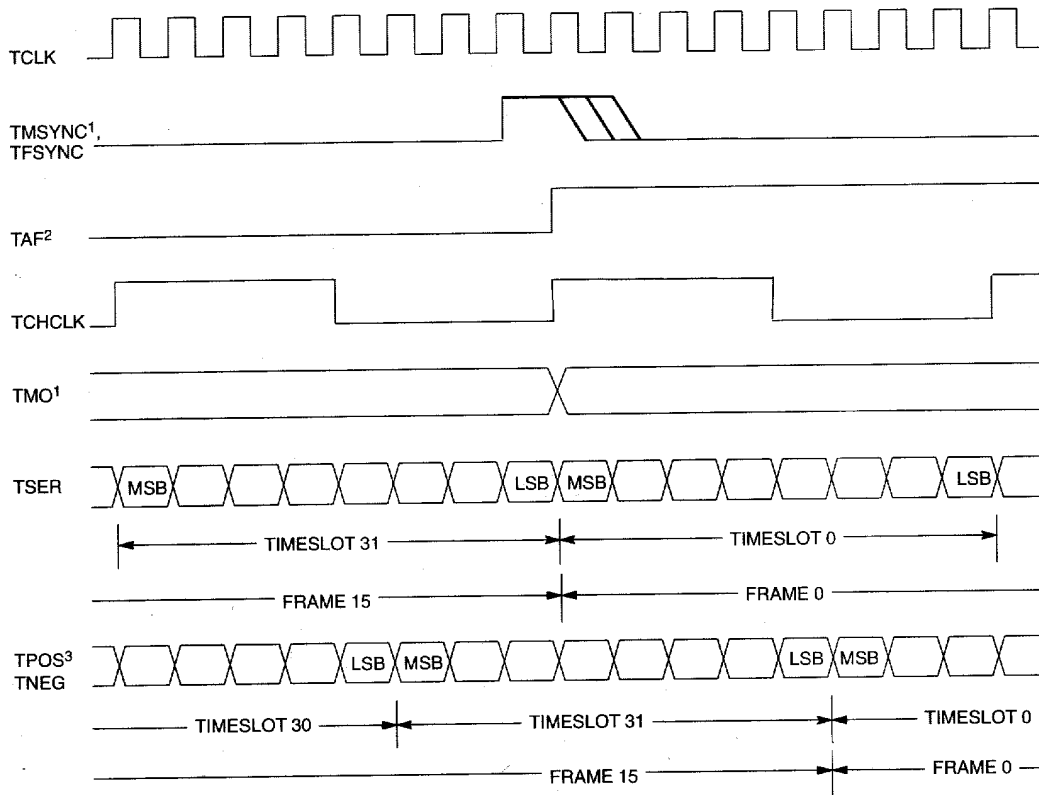 TCLK
TMSYNC1,
TFSYNC
TAF2
TCHCLK
TMO1
TSER MSB LSB MSB LSB
TIMESLOT 31 TIMESLOT 0
FRAME 15 FRAME 0
TPOS3 LSB MSB LSB MSB
TNEG
TIMESLOT 30 TIMESLOT 31 TIMESLOT 0
FRAME 15 FRAME 0